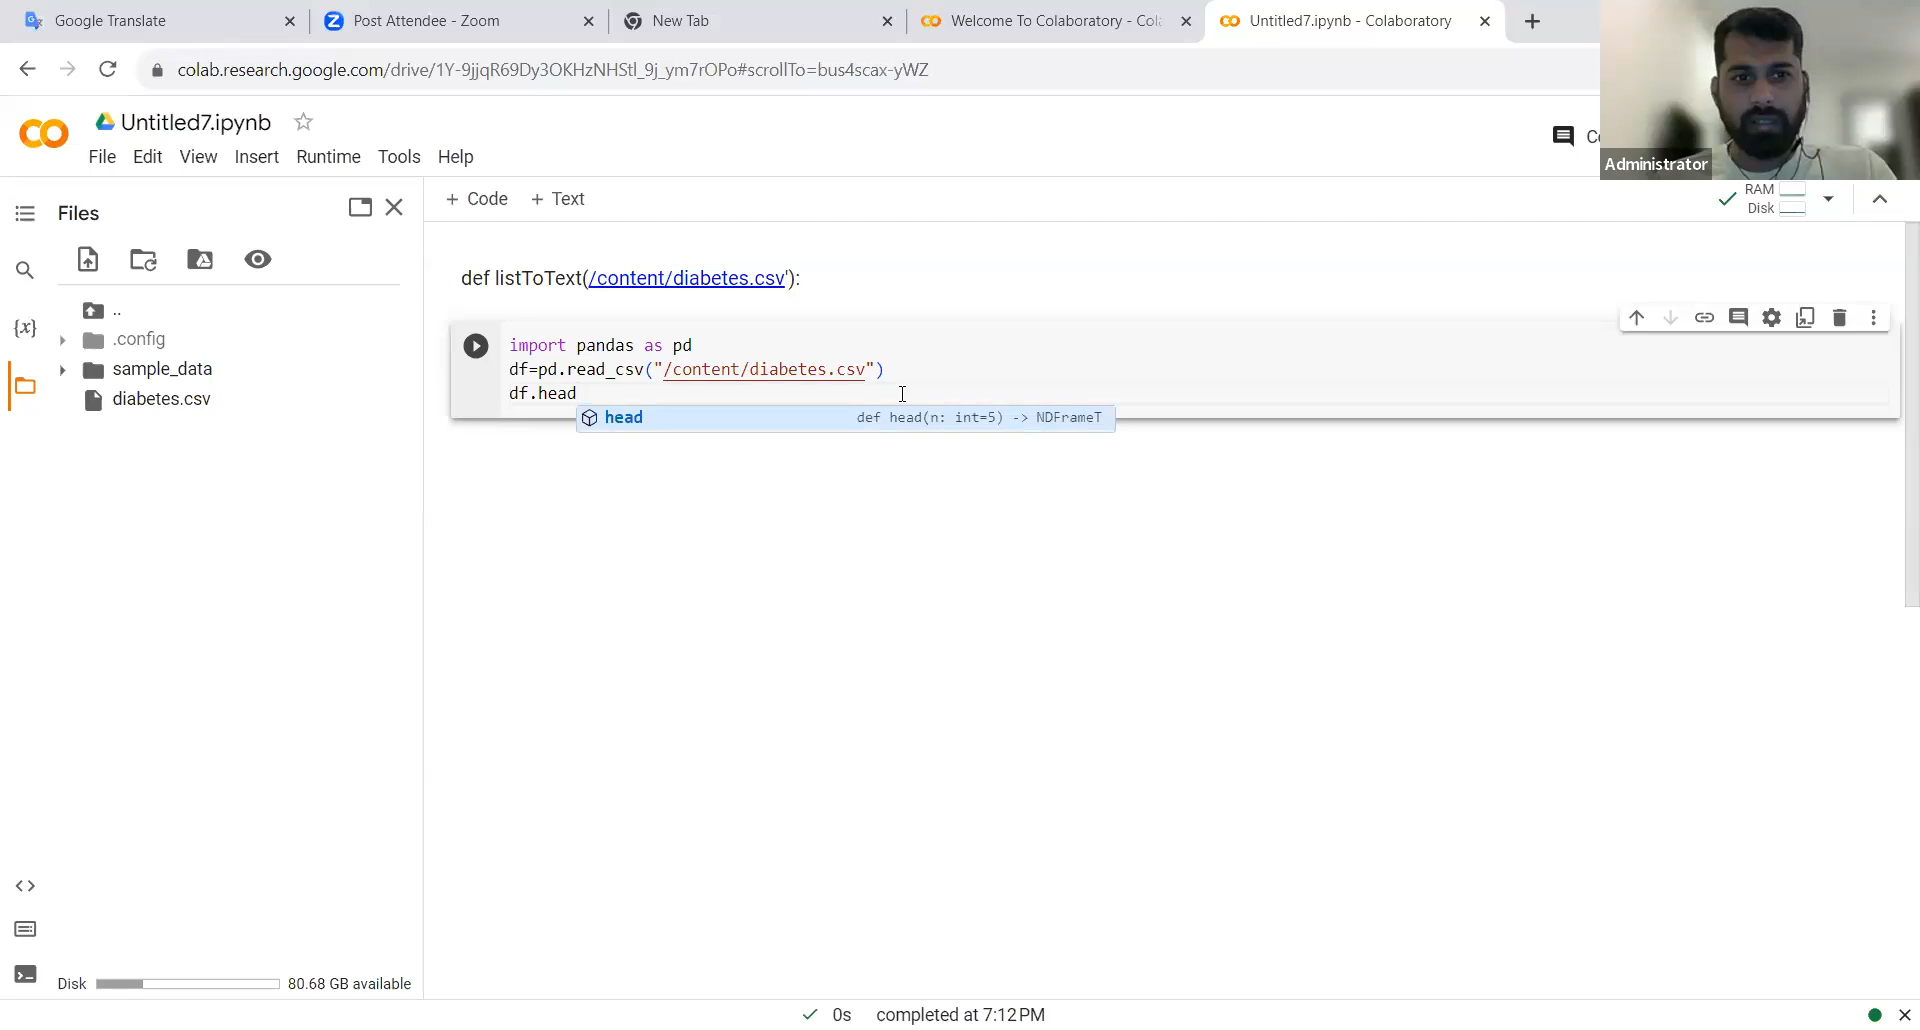 Google Translate
Post Attendee - Zoom
New Tab
Welcome To Colaboratory - Cola
Untitled7.ipynb - Colaboratory
colab.research.google.com/drive/1Y-9jjqR69Dy3OKHzNHStl_9j_ym7rOPo#scrollTo=bus4scax-yWZ
Untitled7.ipynb
File Edit View Insert Runtime Tools Help
Co
Administrator
Files
+ Code + Text
RAM
Disk
..
.config
sample_data
diabetes.csv
{x}
def listToText(/content/diabetes.csv'):
import pandas as pd
df=pd.read_csv("/content/diabetes.csv")
df.head
head def head(n: int=5) -> NDFrameT
Disk 80.68 GB available
0s completed at 7:12 PM